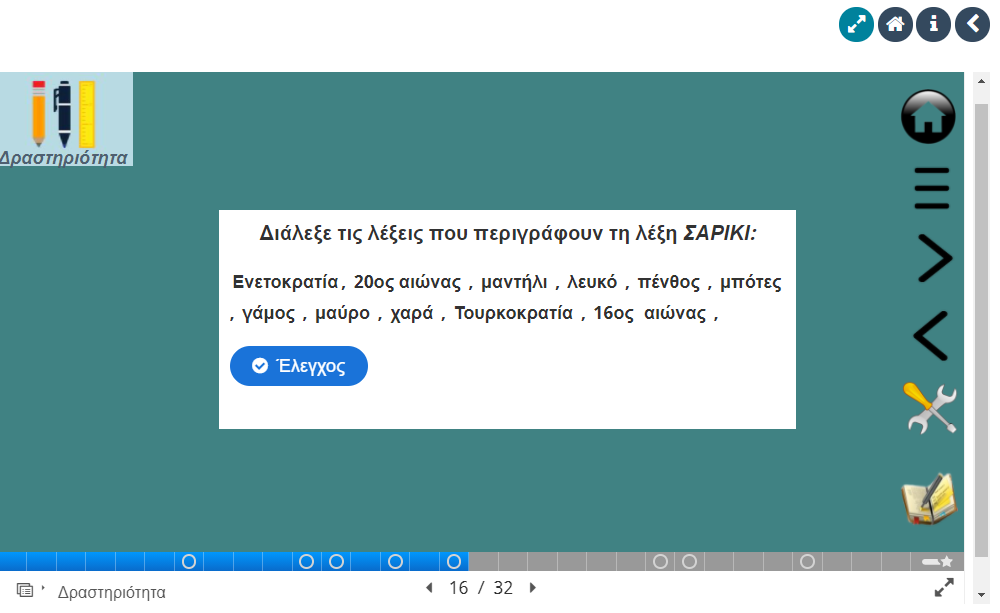 Δραστηριότητα
Διάλεξε τις λέξεις που περιγράφουν τη λέξη ΣΑΡΙΚΙ:
Ενετοκρατία , 20ος αιώνας , μαντήλι , λευκό , πένθος , μπότες
, γάμος , μαύρο , χαρά , Τουρκοκρατία , 16ος αιώνας ,
Έλεγχος
Δραστηριότητα
16 / 32